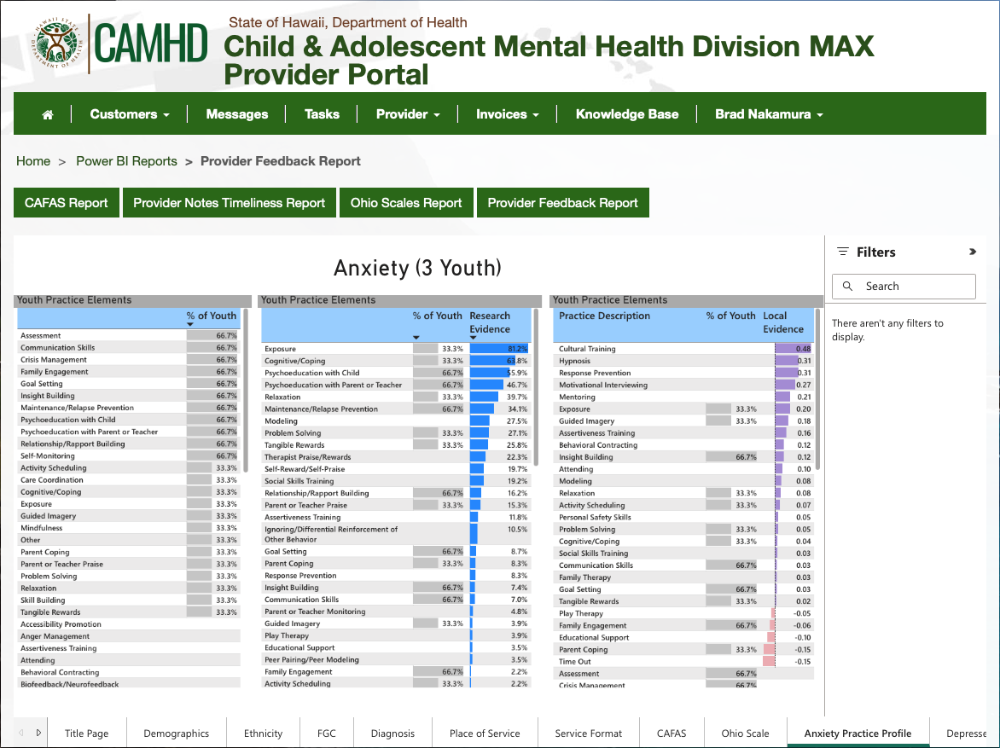 State of Hawaii, Department of Health
CAMHD
Child & Adolescent Mental Health Division MAX
Provider Portal
Customers
Messages
Tasks
Provider
Invoices
Knowledge Base
Brad Nakamura
Home > Power BI Reports > Provider Feedback Report
CAFAS Report
Provider Notes Timeliness Report
Ohio Scales Report
Provider Feedback Report
Anxiety (3 Youth)
Youth Practice Elements
% of Youth
Assessment 66.7%
Communication Skills 66.7%
Crisis Management 66.7%
Family Engagement 66.7%
Goal Setting 66.7%
Insight Building 66.7%
Maintenance/Relapse Prevention 66.7%
Psychoeducation with Child 66.7%
Psychoeducation with Parent or Teacher 66.7%
Relationship/Rapport Building 66.7%
Self-Monitoring 66.7%
Activity Scheduling 33.3%
Care Coordination 33.3%
Cognitive/Coping 33.3%
Exposure 33.3%
Guided Imagery 33.3%
Mindfulness 33.3%
Other 33.3%
Parent Coping 33.3%
Parent or Teacher Praise 33.3%
Problem Solving 33.3%
Relaxation 33.3%
Skill Building 33.3%
Tangible Rewards 33.3%
Accessibility Promotion
Anger Management
Assertiveness Training
Attending
Behavioral Contracting
Biofeedback/Neurofeedback
Youth Practice Elements
% of Youth Research
Evidence
Exposure 33.3% 81.2%
Cognitive/Coping 33.3% 63.8%
Psychoeducation with Child 66.7% 55.9%
Psychoeducation with Parent or Teacher 66.7% 46.7%
Relaxation 33.3% 39.7%
Maintenance/Relapse Prevention 66.7% 34.1%
Modeling 27.5%
Problem Solving 33.3% 27.1%
Tangible Rewards 33.3% 25.8%
Therapist Praise/Rewards 22.3%
Self-Reward/Self-Praise 19.7%
Social Skills Training 19.2%
Relationship/Rapport Building 66.7% 16.2%
Parent or Teacher Praise 33.3% 15.3%
Assertiveness Training 11.8%
Ignoring/Differential Reinforcement of 10.5%
Other Behavior
Goal Setting 66.7% 8.7%
Parent Coping 33.3% 8.3%
Response Prevention 8.3%
Insight Building 66.7% 7.4%
Communication Skills 66.7% 7.0%
Parent or Teacher Monitoring 4.8%
Guided Imagery 33.3% 3.9%
Play Therapy 3.9%
Educational Support 3.5%
Peer Pairing/Peer Modeling 3.5%
Family Engagement 66.7% 2.2%
Activity Scheduling 33.3% 2.2%
Youth Practice Elements
Practice Description % of Youth Local
Evidence
Cultural Training 0.48
Hypnosis 0.31
Response Prevention 0.31
Motivational Interviewing 0.27
Mentoring 0.21
Exposure 33.3% 0.20
Guided Imagery 33.3% 0.18
Assertiveness Training 0.16
Behavioral Contracting 0.12
Insight Building 66.7% 0.12
Attending 0.10
Modeling 0.08
Relaxation 33.3% 0.08
Activity Scheduling 33.3% 0.07
Personal Safety Skills 0.05
Problem Solving 33.3% 0.05
Cognitive/Coping 33.3% 0.04
Social Skills Training 0.03
Communication Skills 66.7% 0.03
Family Therapy 0.03
Goal Setting 66.7% 0.03
Tangible Rewards 33.3% 0.02
Play Therapy -0.05
Family Engagement 66.7% -0.06
Educational Support -0.10
Parent Coping 33.3% -0.15
Time Out -0.15
Assessment 66.7%
Crisis Management 66.7%
Filters
Search
There aren't any filters to
display.
Title Page
Demographics
Ethnicity
FGC
Diagnosis
Place of Service
Service Format
CAFAS
Ohio Scale
Anxiety Practice Profile
Depresse